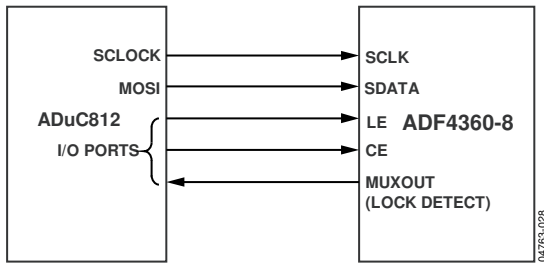 SCLOCK
MOSI
ADuC812
I/O PORTS
SCLK
SDATA
LE
ADF4360-8
CE
MUXOUT
(LOCK DETECT)
04763-028